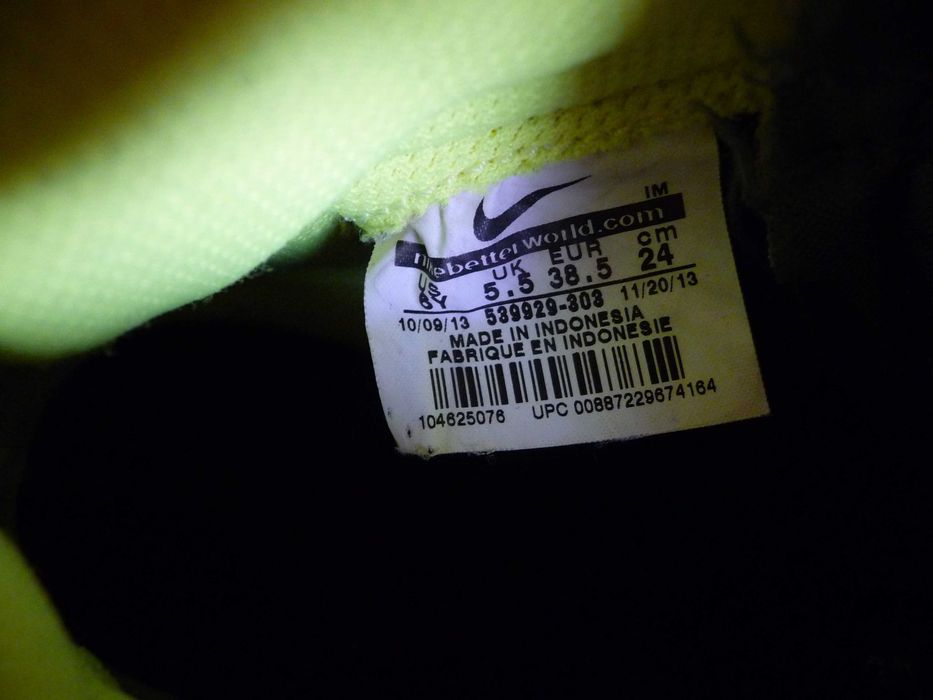 IM
nikebetterworld.com
US UK EUR cm
6Y 5.5 38.5 24
10/09/13 539929-303 11/20/13
MADE IN INDONESIA
FABRIQUE EN INDONESIE
104625076 UPC 00887229674164